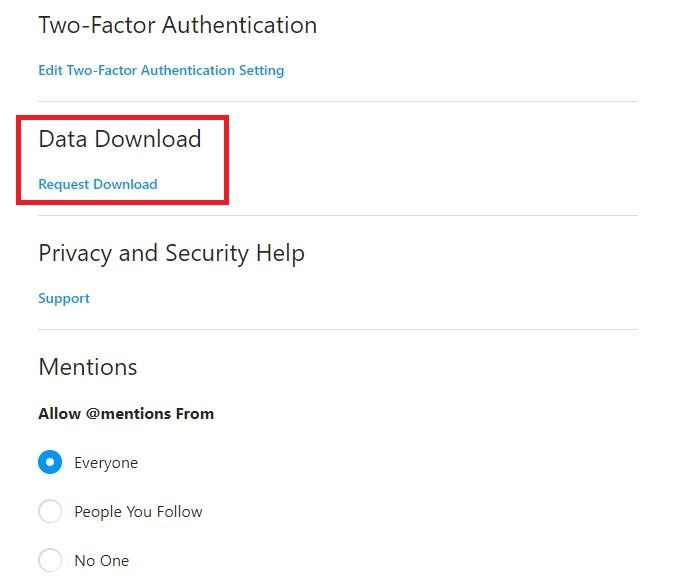 Two-Factor Authentication
Edit Two-Factor Authentication Setting
Data Download
Request Download
Privacy and Security Help
Support
Mentions
Allow @mentions From
Everyone
People You Follow
No One